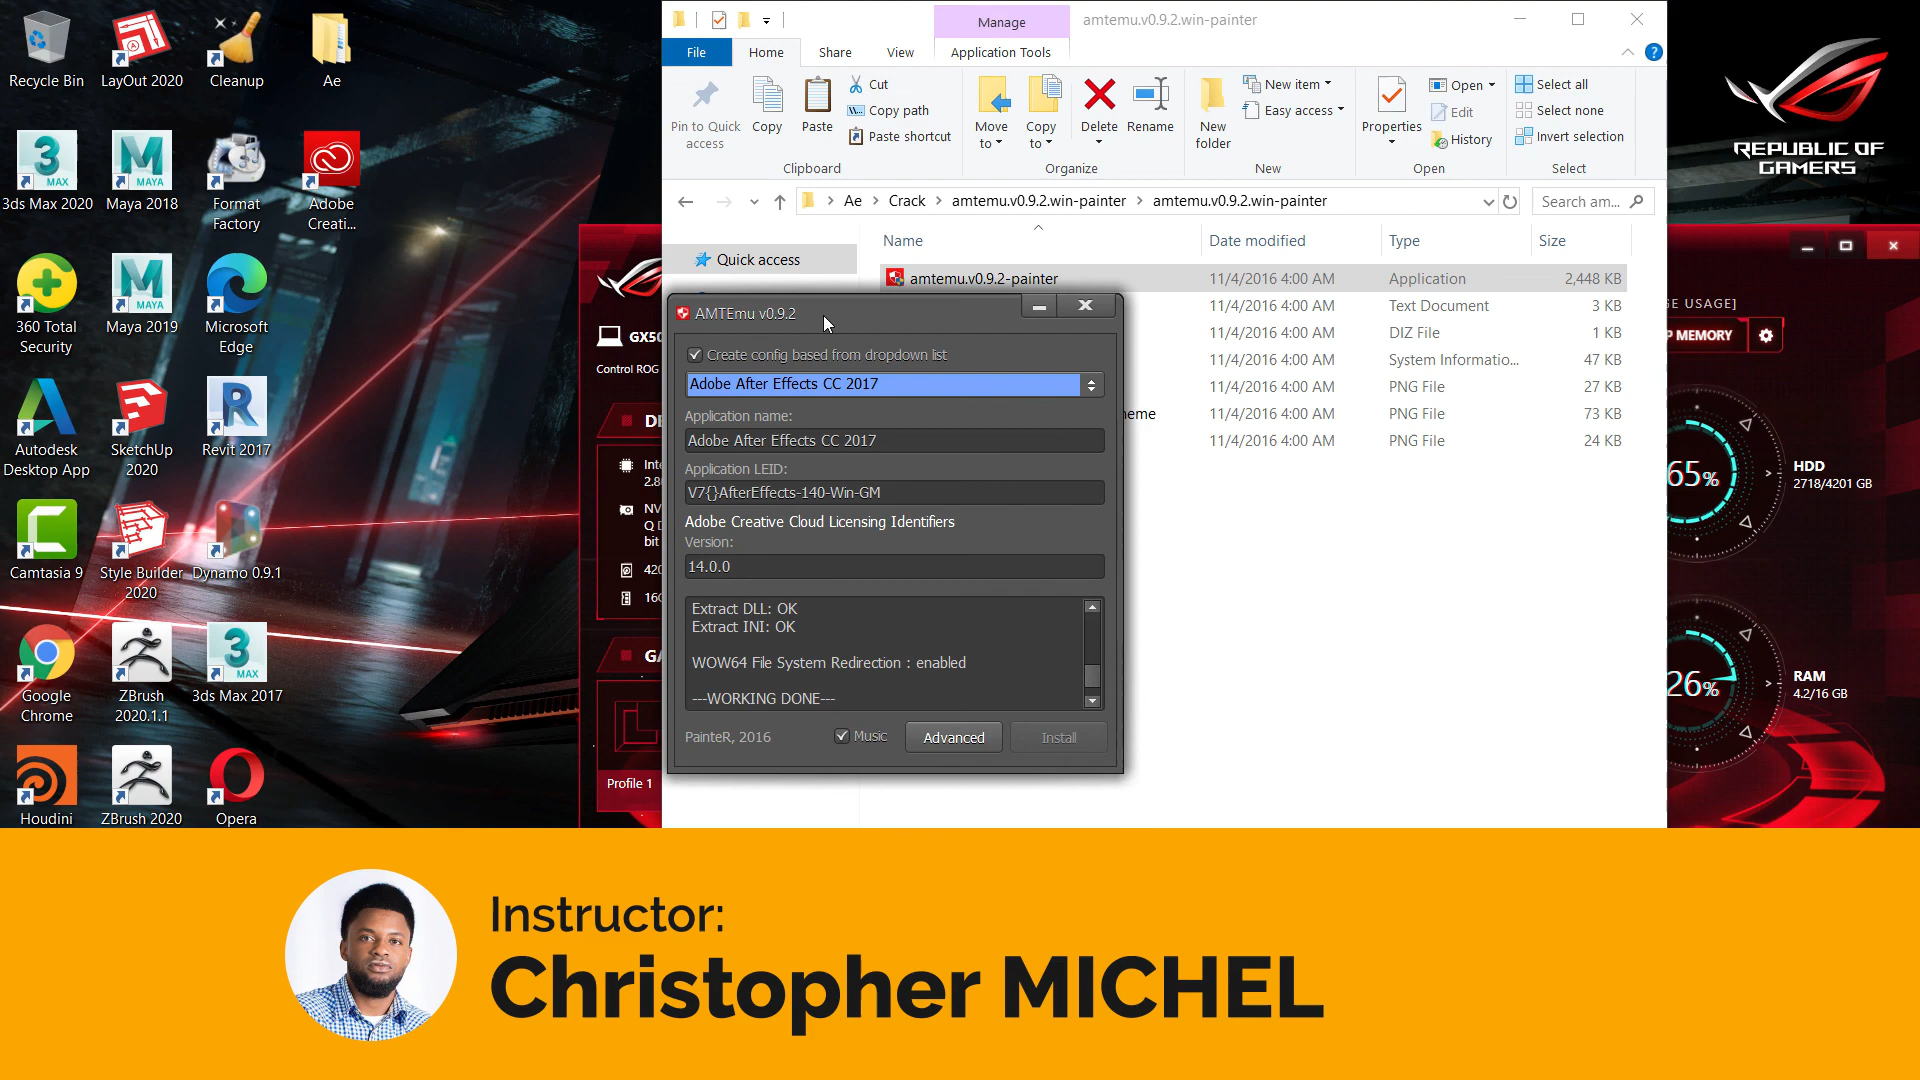 Recycle Bin
LayOut 2020
Cleanup
Ae
3ds Max 2020
Maya 2018
Format
Factory
Adobe
Creati...
360 Total
Security
Maya 2019
Microsoft
Edge
Autodesk
Desktop App
SketchUp
2020
Revit 2017
Camtasia 9
Style Builder
2020
Dynamo 0.9.1
Google
Chrome
ZBrush
2020.1.1
3ds Max 2017
Houdini
ZBrush 2020
Opera
Manage
amtemu.v0.9.2.win-painter
File
Home
Share
View
Application Tools
Pin to Quick
access
Copy
Paste
Cut
Copy path
Paste shortcut
Clipboard
Move
to
Copy
to
Delete
Rename
Organize
New
folder
New item
Easy access
New
Properties
Open
Edit
History
Open
Select all
Select none
Invert selection
Select
Ae
Crack
amtemu.v0.9.2.win-painter
amtemu.v0.9.2.win-painter
Search am...
Name
Date modified
Type
Size
Quick access
amtemu.v0.9.2-painter
11/4/2016 4:00 AM
Application
2,448 KB
11/4/2016 4:00 AM
Text Document
3 KB
11/4/2016 4:00 AM
DIZ File
1 KB
11/4/2016 4:00 AM
System Informatio...
47 KB
11/4/2016 4:00 AM
PNG File
27 KB
11/4/2016 4:00 AM
PNG File
73 KB
11/4/2016 4:00 AM
PNG File
24 KB
AMTEmu v0.9.2
Create config based from dropdown list
Adobe After Effects CC 2017
Application name:
Adobe After Effects CC 2017
Application LEID:
V7{}AfterEffects-140-Win-GM
Adobe Creative Cloud Licensing Identifiers
Version:
14.0.0
Extract DLL: OK
Extract INI: OK
WOW64 File System Redirection : enabled
---WORKING DONE---
PainteR, 2016
Music
Advanced
Install
Control ROG
Profile 1
REPUBLIC OF
GAMERS
USAGE]
MEMORY
65%
HDD
2718/4201 GB
26%
RAM
4.2/16 GB
Instructor:
Christopher MICHEL